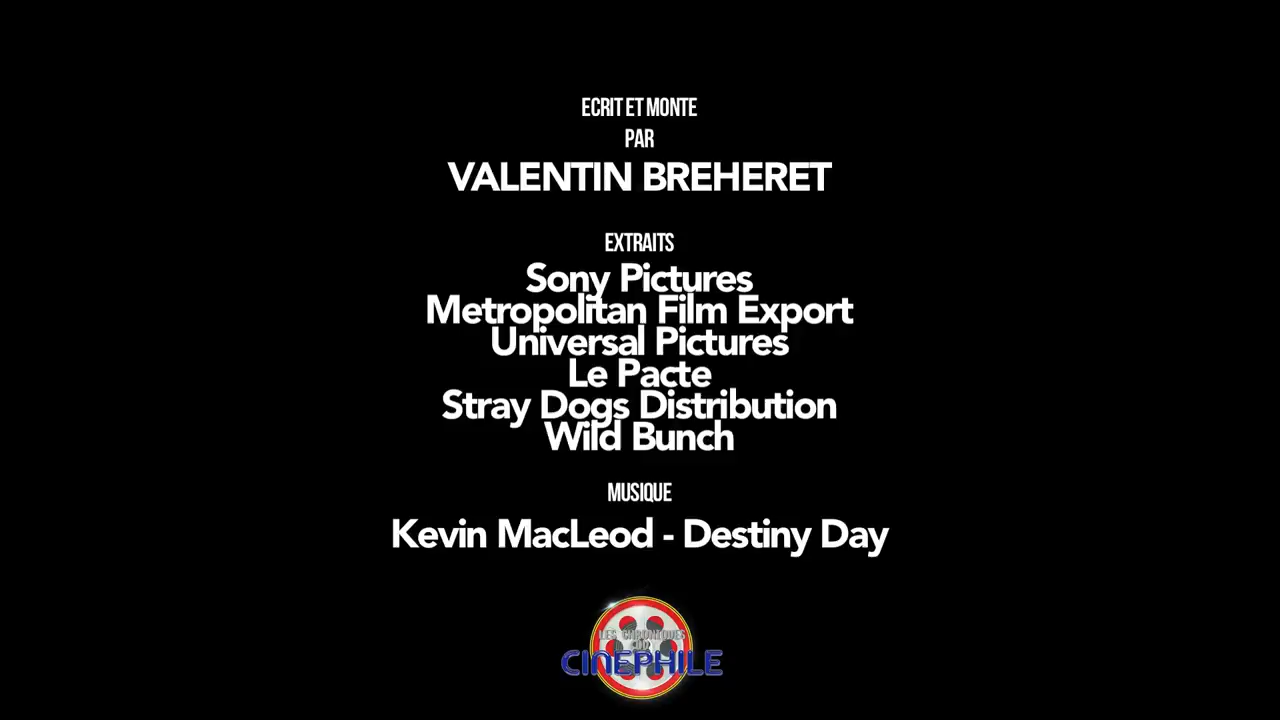 ECRIT ET MONTE
PAR
VALENTIN BREHERET
EXTRAITS
Sony Pictures
Metropolitan Film Export
Universal Pictures
Le Pacte
Stray Dogs Distribution
Wild Bunch
MUSIQUE
Kevin MacLeod - Destiny Day
LES CHRONIQUES
DU
CINEPHILE